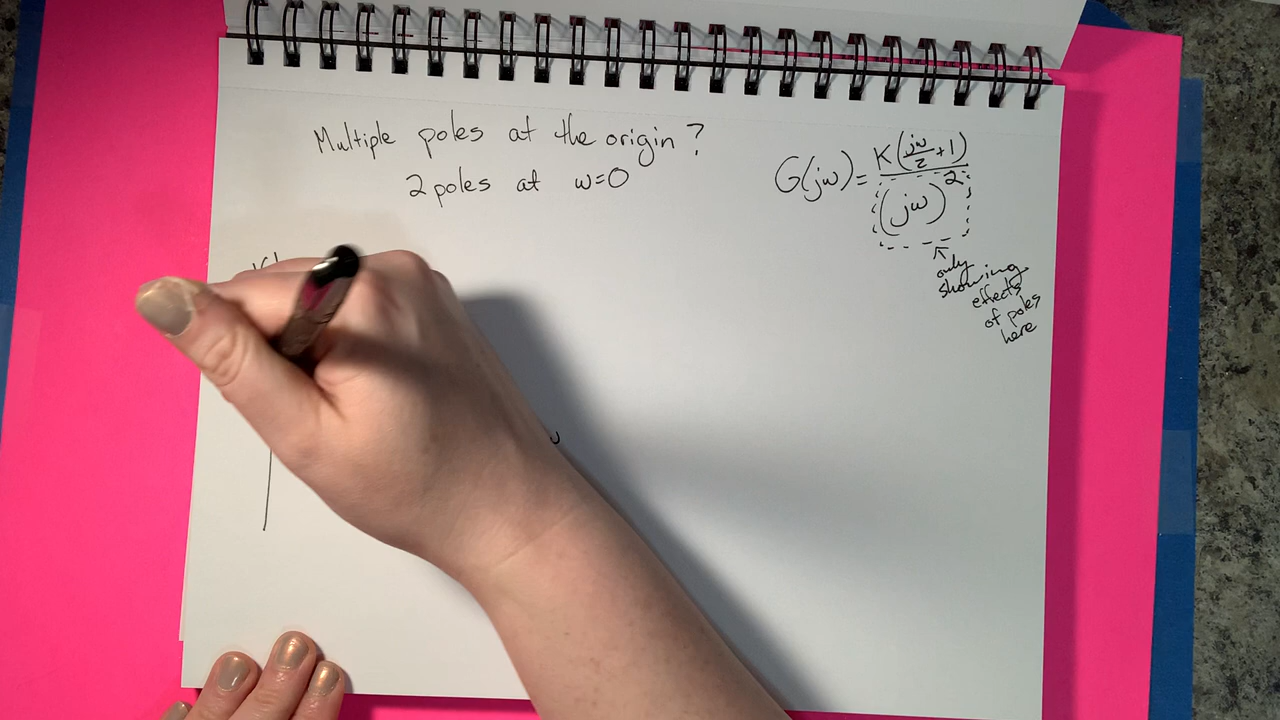 Multiple poles at the origin?
2 poles at ω=0
G(jω)= K(jω/z +1) / (jω)²
only
showing
effects
of poles
here